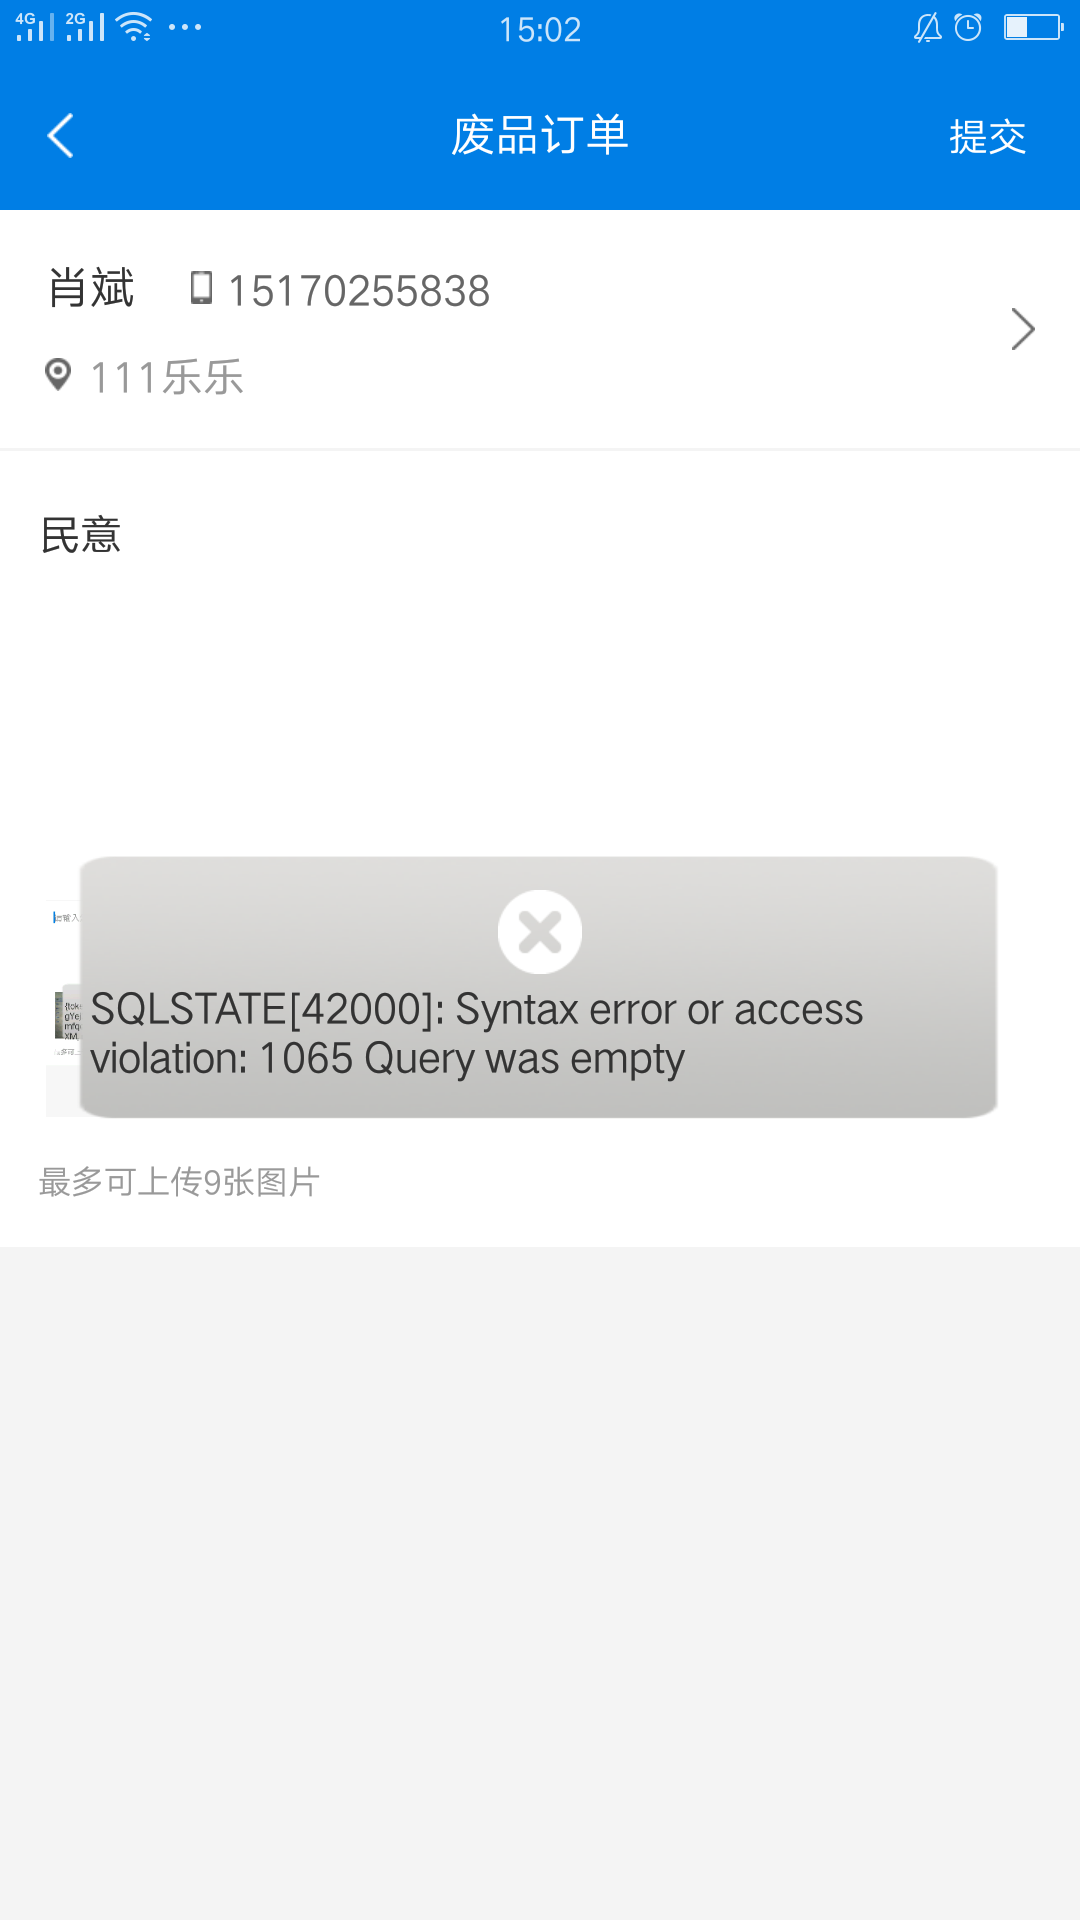 4G 2G 15:02
废品订单 提交
肖斌 15170255838
111乐乐
民意
SQLSTATE[42000]: Syntax error or access
violation: 1065 Query was empty
最多可上传9张图片